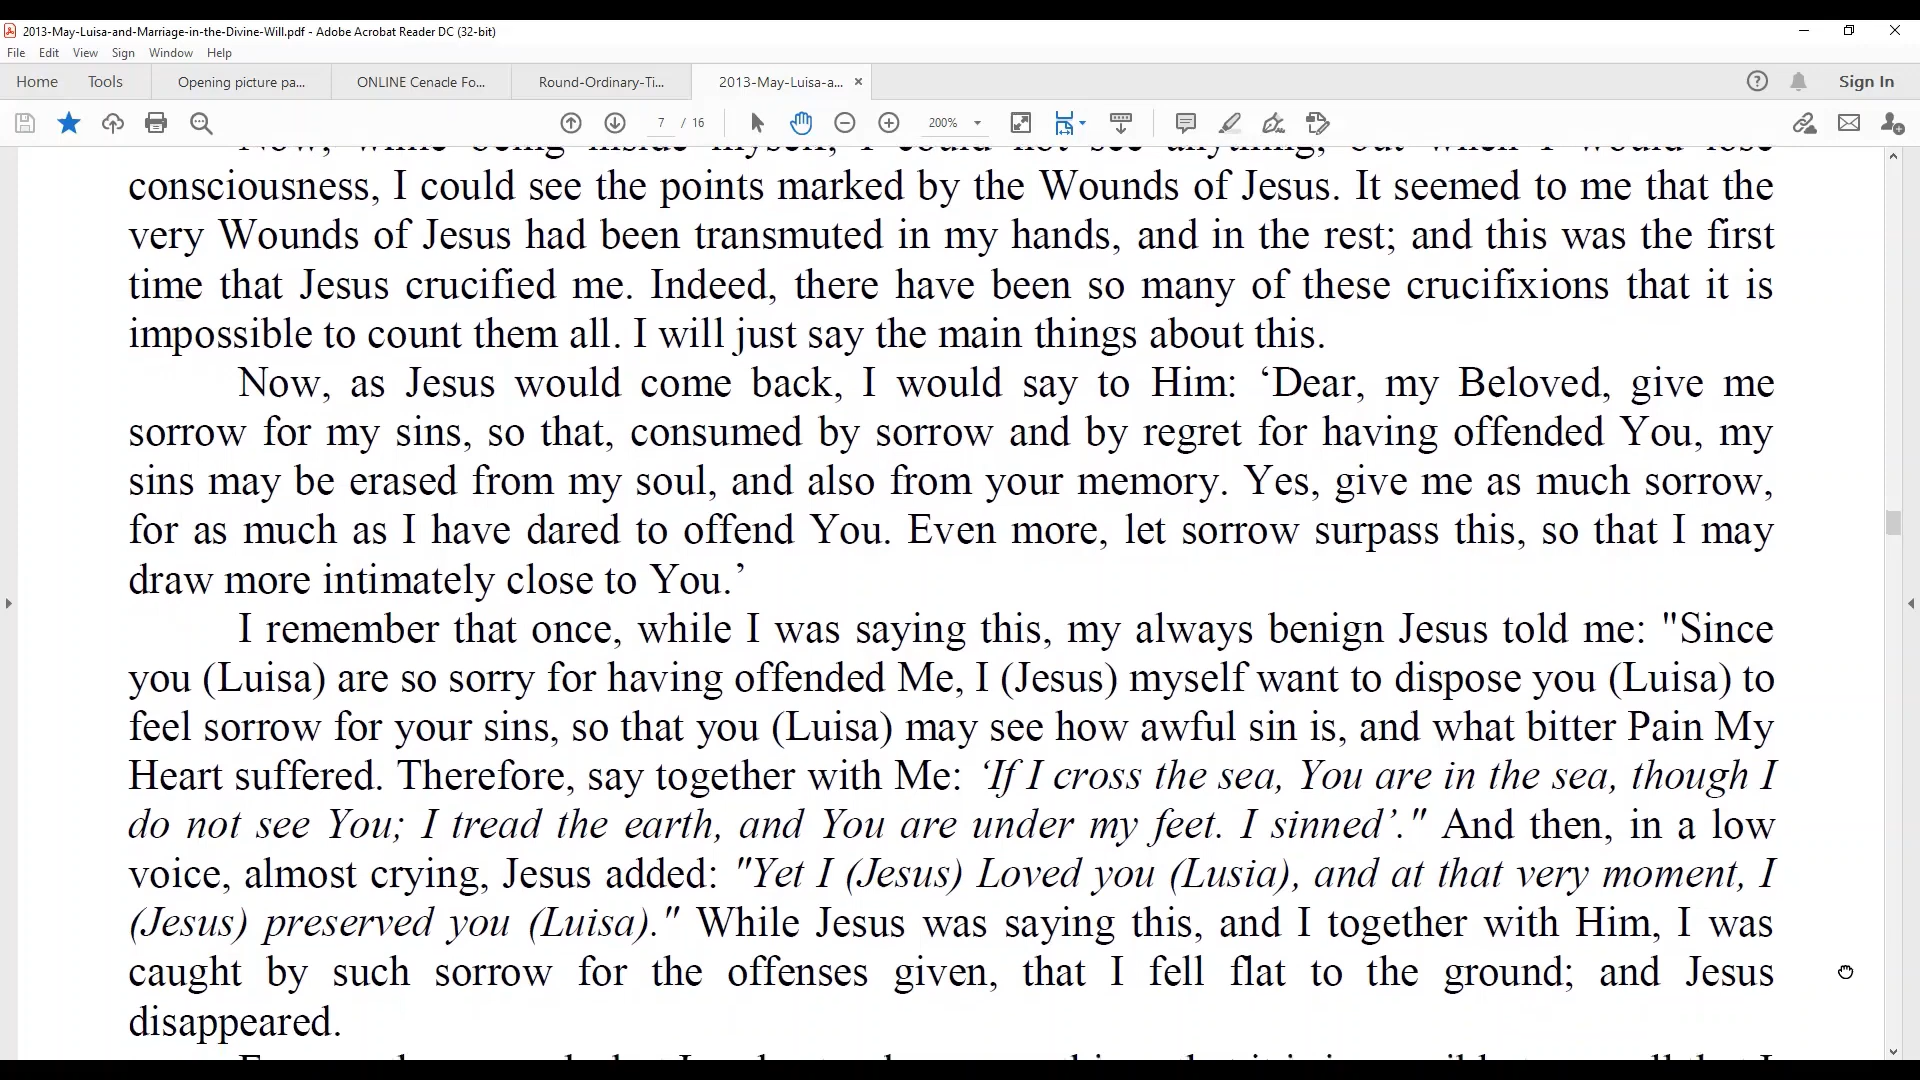 2013-May-Luisa-and-Marriage-in-the-Divine-Will.pdf - Adobe Acrobat Reader DC (32-bit)
File Edit View Sign Window Help
Home Tools Opening picture pa... ONLINE Cenacle Fo... Round-Ordinary-Ti... 2013-May-Luisa-a... Sign In
7 / 16 200%
Now, while being inside myself, I could not see anything; but when I would lose
consciousness, I could see the points marked by the Wounds of Jesus. It seemed to me that the
very Wounds of Jesus had been transmuted in my hands, and in the rest; and this was the first
time that Jesus crucified me. Indeed, there have been so many of these crucifixions that it is
impossible to count them all. I will just say the main things about this.
Now, as Jesus would come back, I would say to Him: ‘Dear, my Beloved, give me
sorrow for my sins, so that, consumed by sorrow and by regret for having offended You, my
sins may be erased from my soul, and also from your memory. Yes, give me as much sorrow,
for as much as I have dared to offend You. Even more, let sorrow surpass this, so that I may
draw more intimately close to You.’
I remember that once, while I was saying this, my always benign Jesus told me: "Since
you (Luisa) are so sorry for having offended Me, I (Jesus) myself want to dispose you (Luisa) to
feel sorrow for your sins, so that you (Luisa) may see how awful sin is, and what bitter Pain My
Heart suffered. Therefore, say together with Me: ‘If I cross the sea, You are in the sea, though I
do not see You; I tread the earth, and You are under my feet. I sinned’." And then, in a low
voice, almost crying, Jesus added: "Yet I (Jesus) Loved you (Lusia), and at that very moment, I
(Jesus) preserved you (Luisa)." While Jesus was saying this, and I together with Him, I was
caught by such sorrow for the offenses given, that I fell flat to the ground; and Jesus
disappeared.